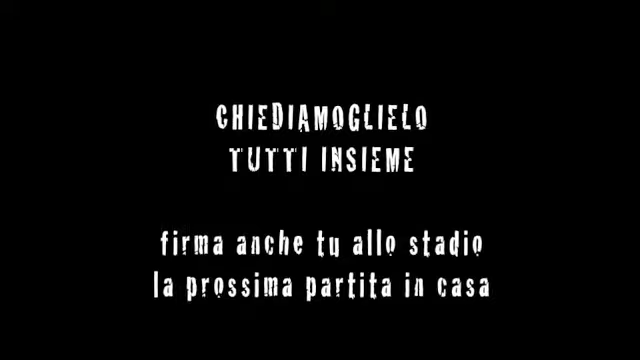 CHIEDIAMOGLIELO
TUTTI INSIEME
firma anche tu allo stadio
la prossima partita in casa